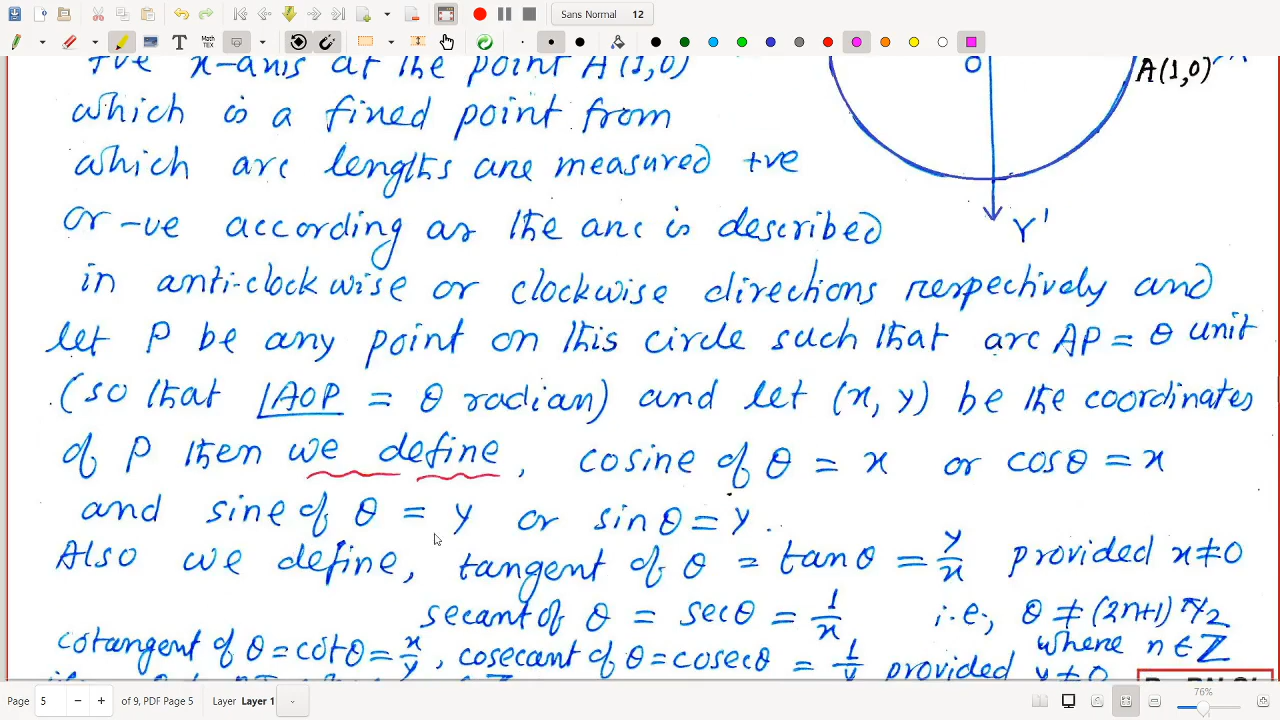 Sans Normal 12
+ve x-axis at the point A(1,0)
which is a fined point from
which arc lengths are measured +ve
or -ve according as the arc is described
in anti-clockwise or clockwise directions respectively and
let P be any point on this circle such that arc AP = θ unit
(so that ∠AOP = θ radian) and let (x, y) be the coordinates
of P then we define, cosine of θ = x or cosθ = x
and sine of θ = y or sinθ = y.
Also we define, tangent of θ = tanθ = y/x provided x≠0
secant of θ = secθ = 1/x i.e., θ ≠ (2n+1)π/2
where n∈Z
cotangent of θ = cotθ = x/y, cosecant of θ = cosecθ = 1/y provided y≠0
O
A(1,0)
Y'
Page 5 of 9, PDF Page 5 Layer Layer 1
76%